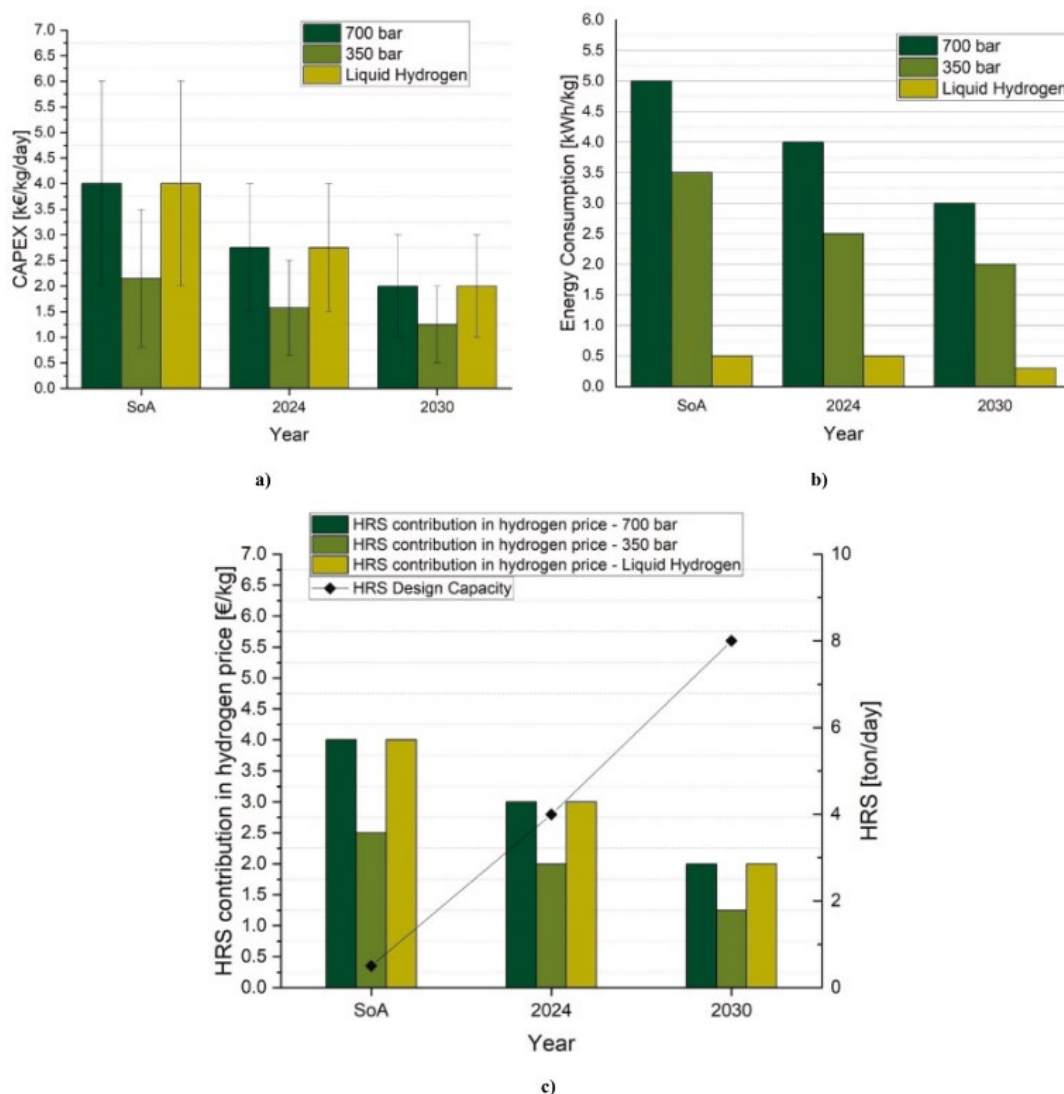 700 bar
350 bar
Liquid Hydrogen
CAPEX [k€/kg/day]
7.0
6.5
6.0
5.5
5.0
4.5
4.0
3.5
3.0
2.5
2.0
1.5
1.0
0.5
0.0
SoA
2024
2030
Year
a)
700 bar
350 bar
Liquid Hydrogen
Energy Consumption [kWh/kg]
6.0
5.5
5.0
4.5
4.0
3.5
3.0
2.5
2.0
1.5
1.0
0.5
0.0
SoA
2024
2030
Year
b)
HRS contribution in hydrogen price - 700 bar
HRS contribution in hydrogen price - 350 bar
HRS contribution in hydrogen price - Liquid Hydrogen
HRS Design Capacity
HRS contribution in hydrogen price [€/kg]
7.0
6.5
6.0
5.5
5.0
4.5
4.0
3.5
3.0
2.5
2.0
1.5
1.0
0.5
0.0
10
8
6
4
2
0
HRS [ton/day]
SoA
2024
2030
Year
c)